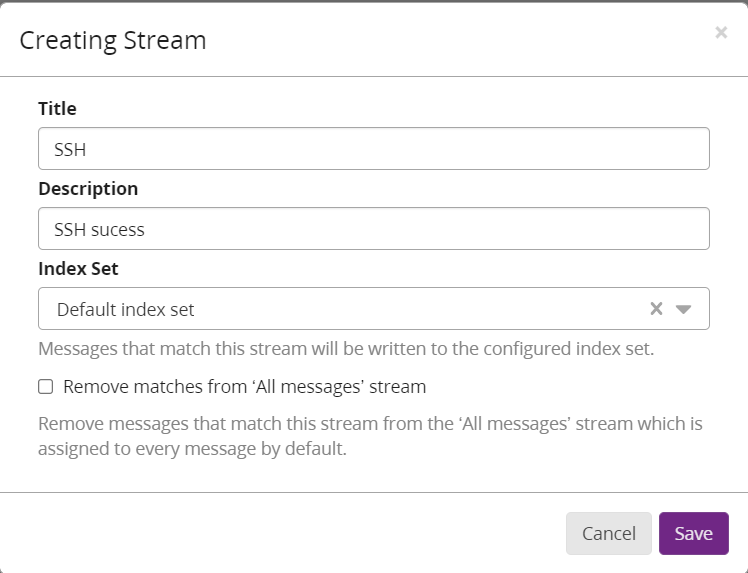 Creating Stream
×
Title
SSH
Description
SSH sucess
Index Set
Default index set
Messages that match this stream will be written to the configured index set.
Remove matches from ‘All messages’ stream
Remove messages that match this stream from the ‘All messages’ stream which is
assigned to every message by default.
Cancel Save